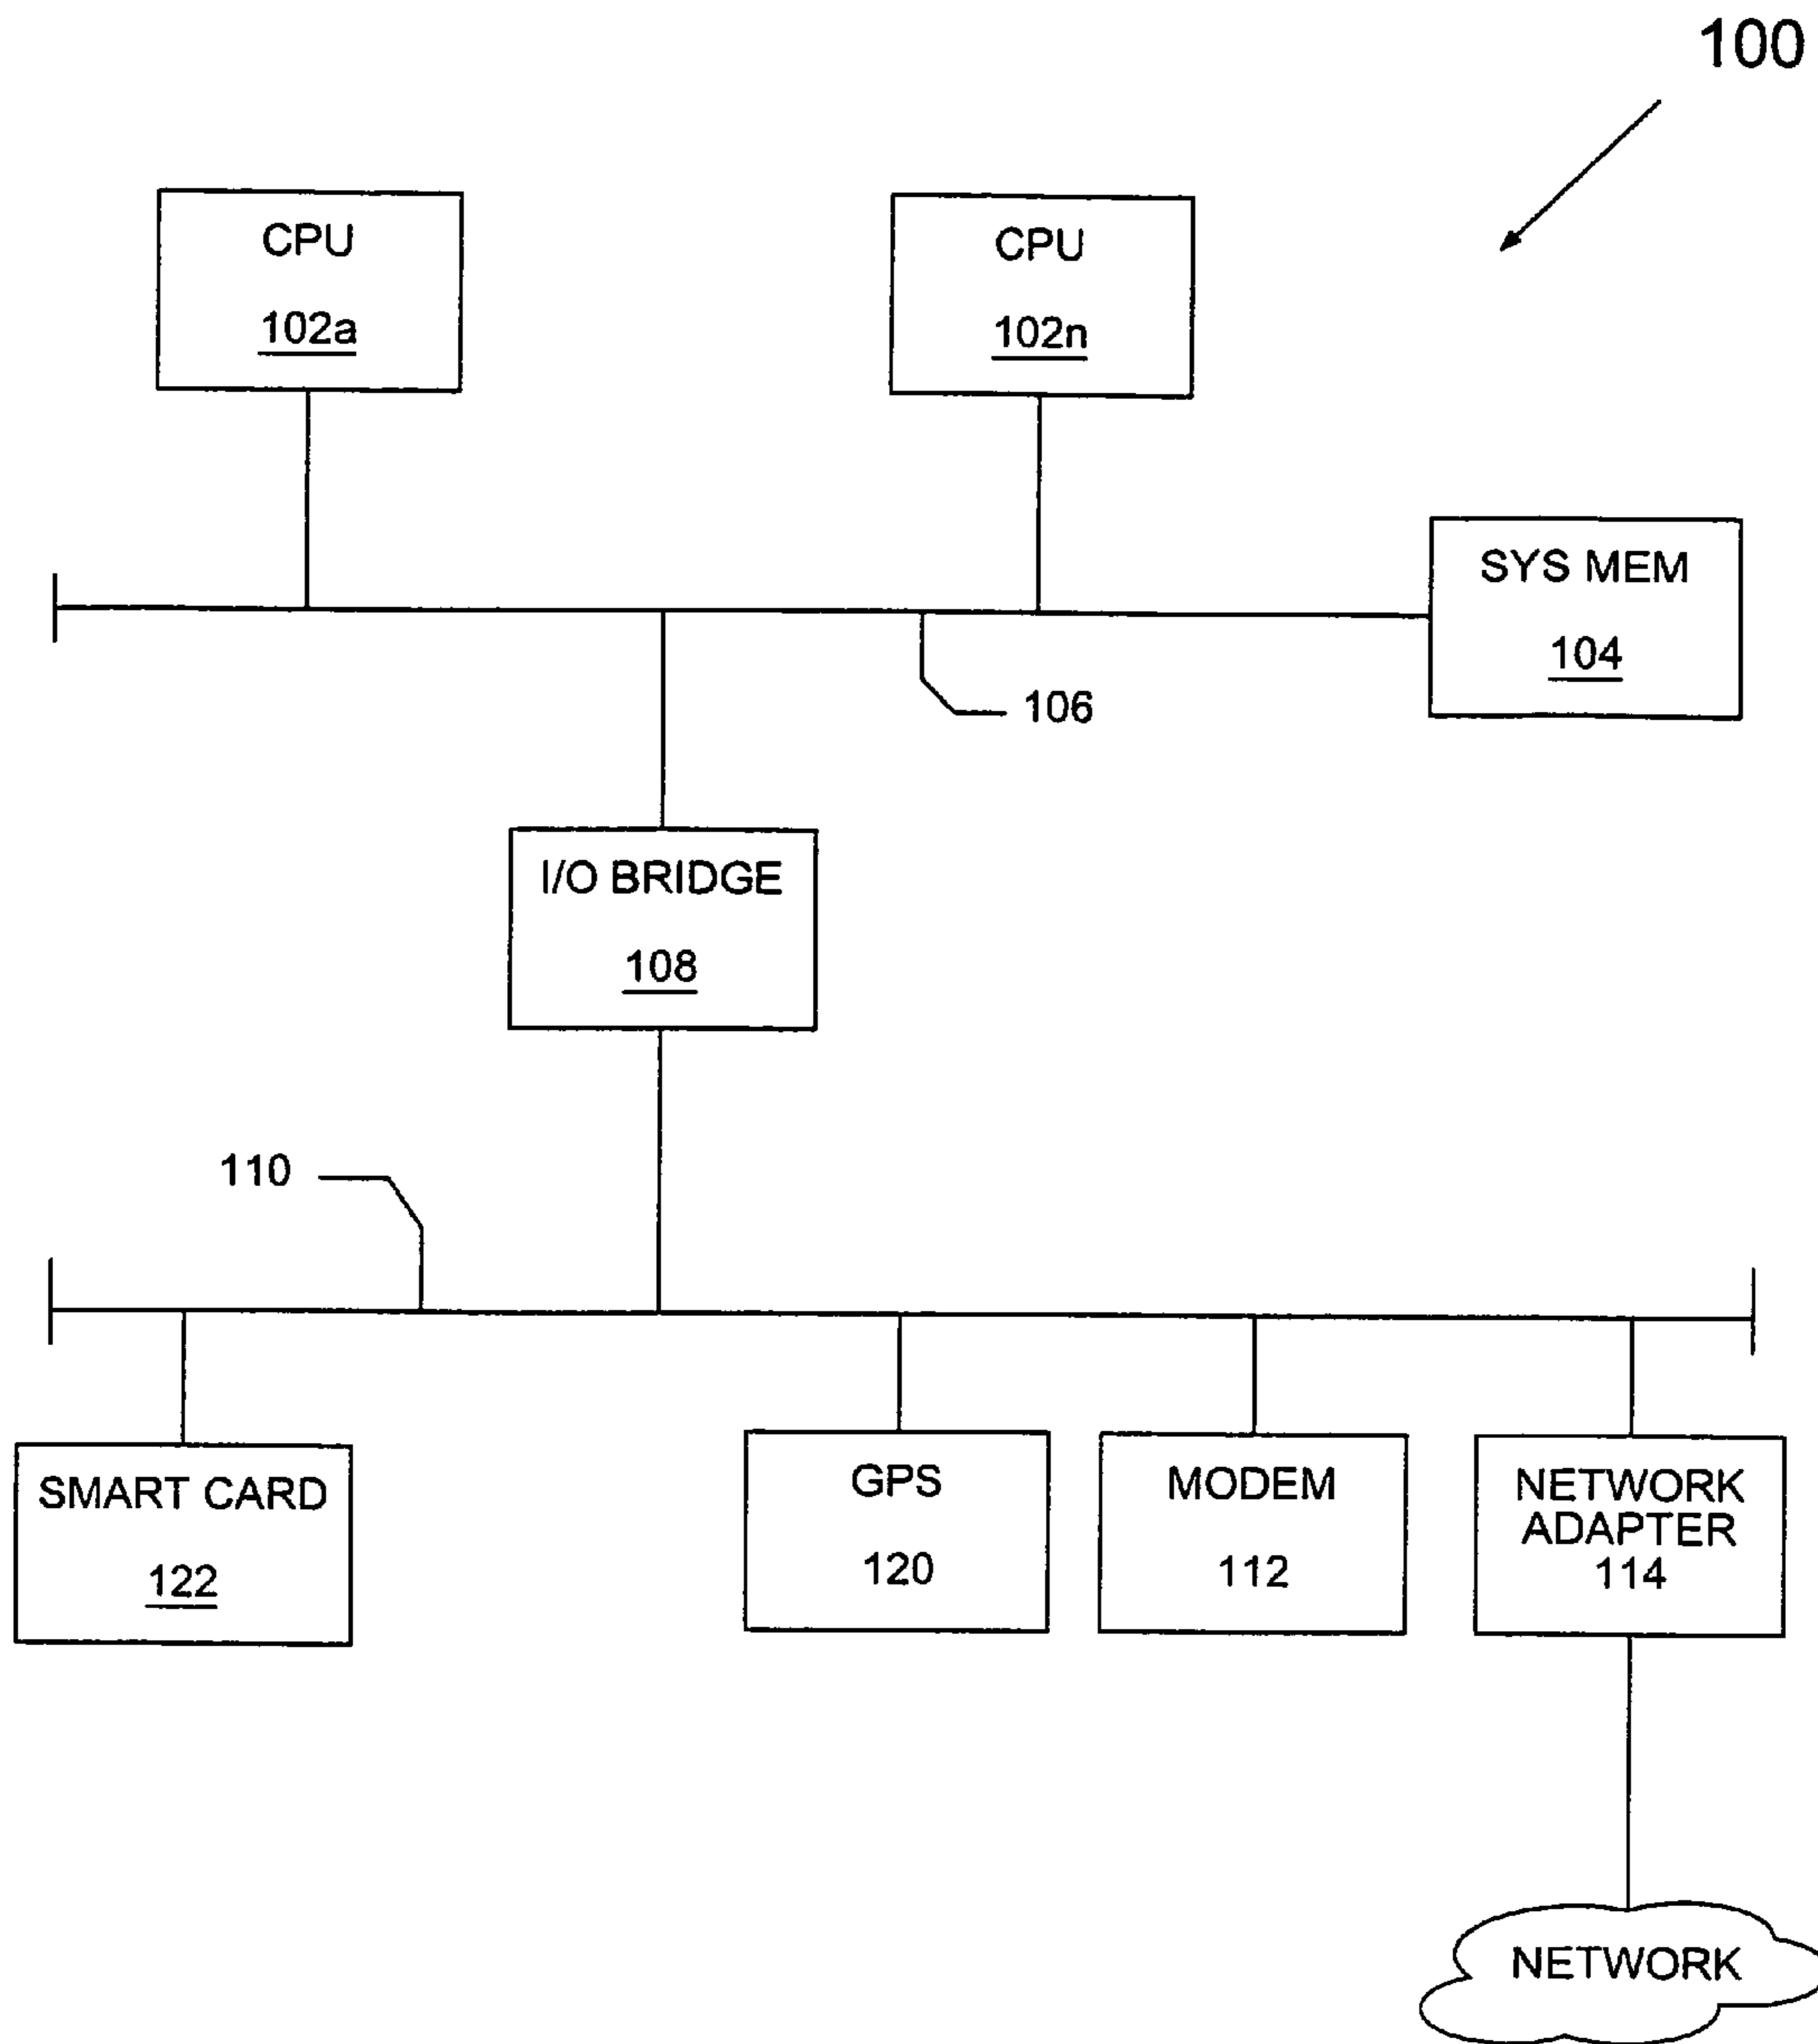 100
CPU
102a
CPU
102n
SYS MEM
104
106
I/O BRIDGE
108
110
SMART CARD
122
GPS
120
MODEM
112
NETWORK
ADAPTER
114
NETWORK